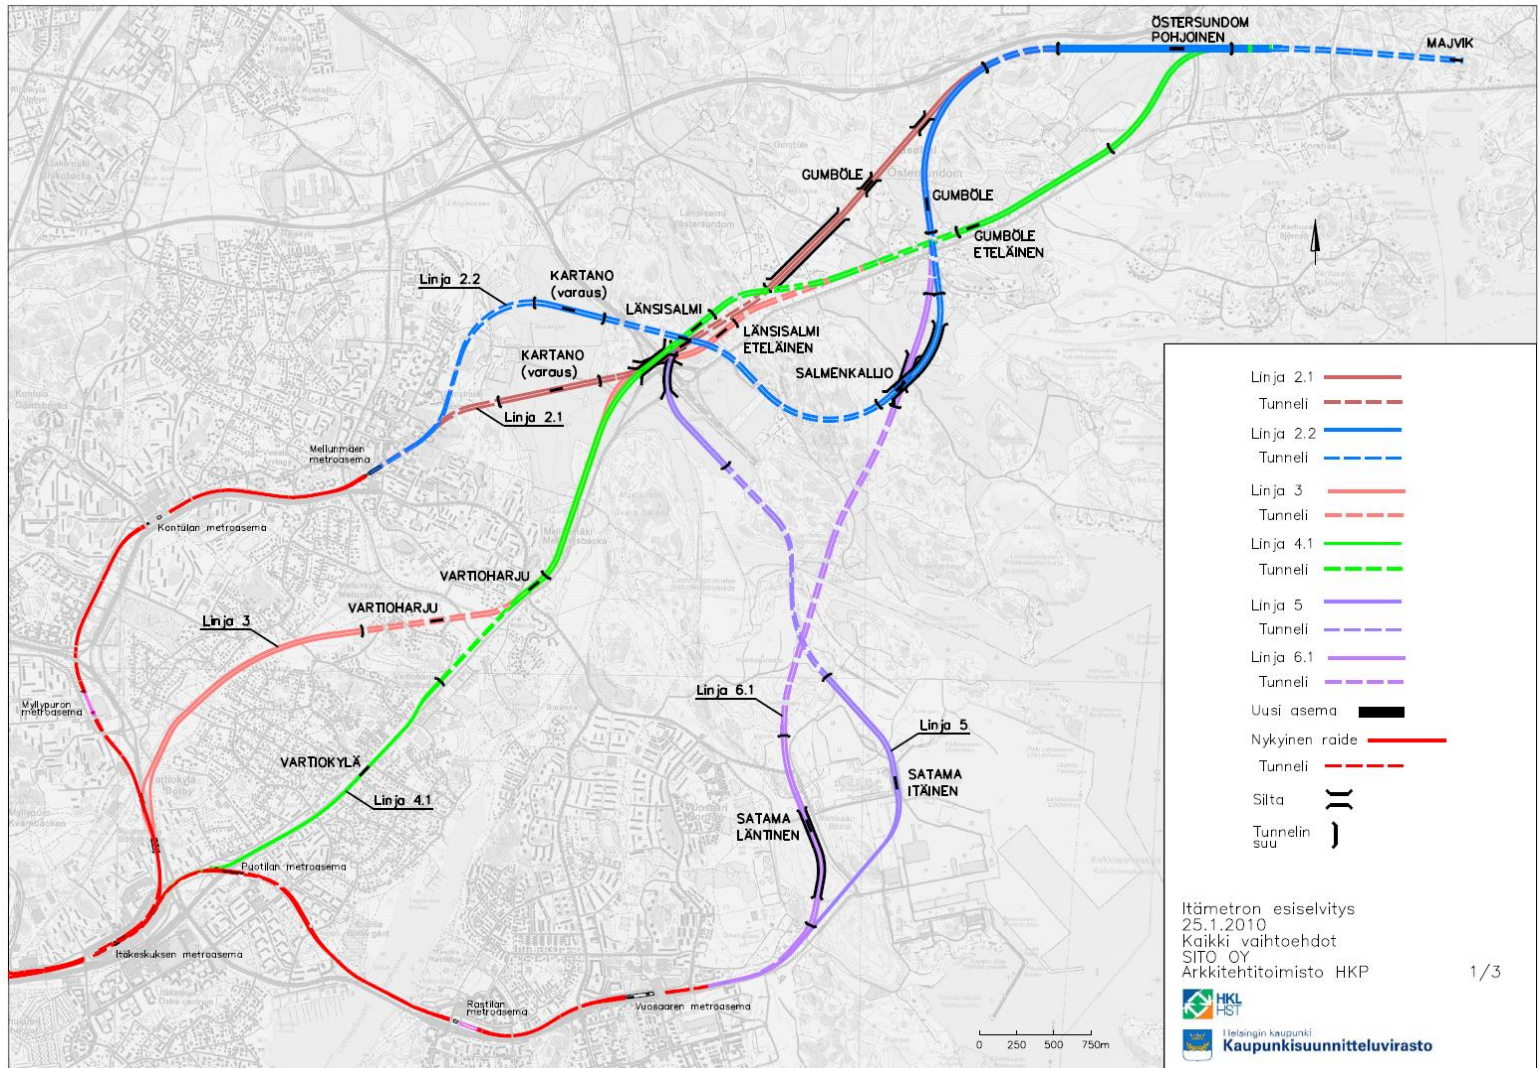 ÖSTERSUNDOM
POHJOINEN
MAJVIK
GUMBÖLE
GUMBÖLE
GUMBÖLE
ETELÄINEN
Linja 2.2
KARTANO
(varaus)
LÄNSISALMI
LÄNSISALMI
ETELÄINEN
KARTANO
(varaus)
SALMENKALLIO
Linja 2.1
Mellunmäen
metroasema
Kontulan metroasema
VARTIOHARJU
VARTIOHARJU
Linja 3
Myllypuron
metroasema
Linja 6.1
Linja 5
VARTIOKYLÄ
Linja 4.1
SATAMA
ITÄINEN
SATAMA
LÄNTINEN
Puotilan metroasema
Itäkeskuksen metroasema
Rastilan
metroasema
Vuosaaren metroasema
0 250 500 750m
Linja 2.1
Tunneli
Linja 2.2
Tunneli
Linja 3
Tunneli
Linja 4.1
Tunneli
Linja 5
Tunneli
Linja 6.1
Tunneli
Uusi asema
Nykyinen raide
Tunneli
Silta
Tunnelin
suu
Itämetron esiselvitys
25.1.2010
Kaikki vaihtoehdot
SITO OY
Arkkitehtitoimisto HKP 1/3
HKL
HST
Helsingin kaupunki
Kaupunkisuunnitteluvirasto